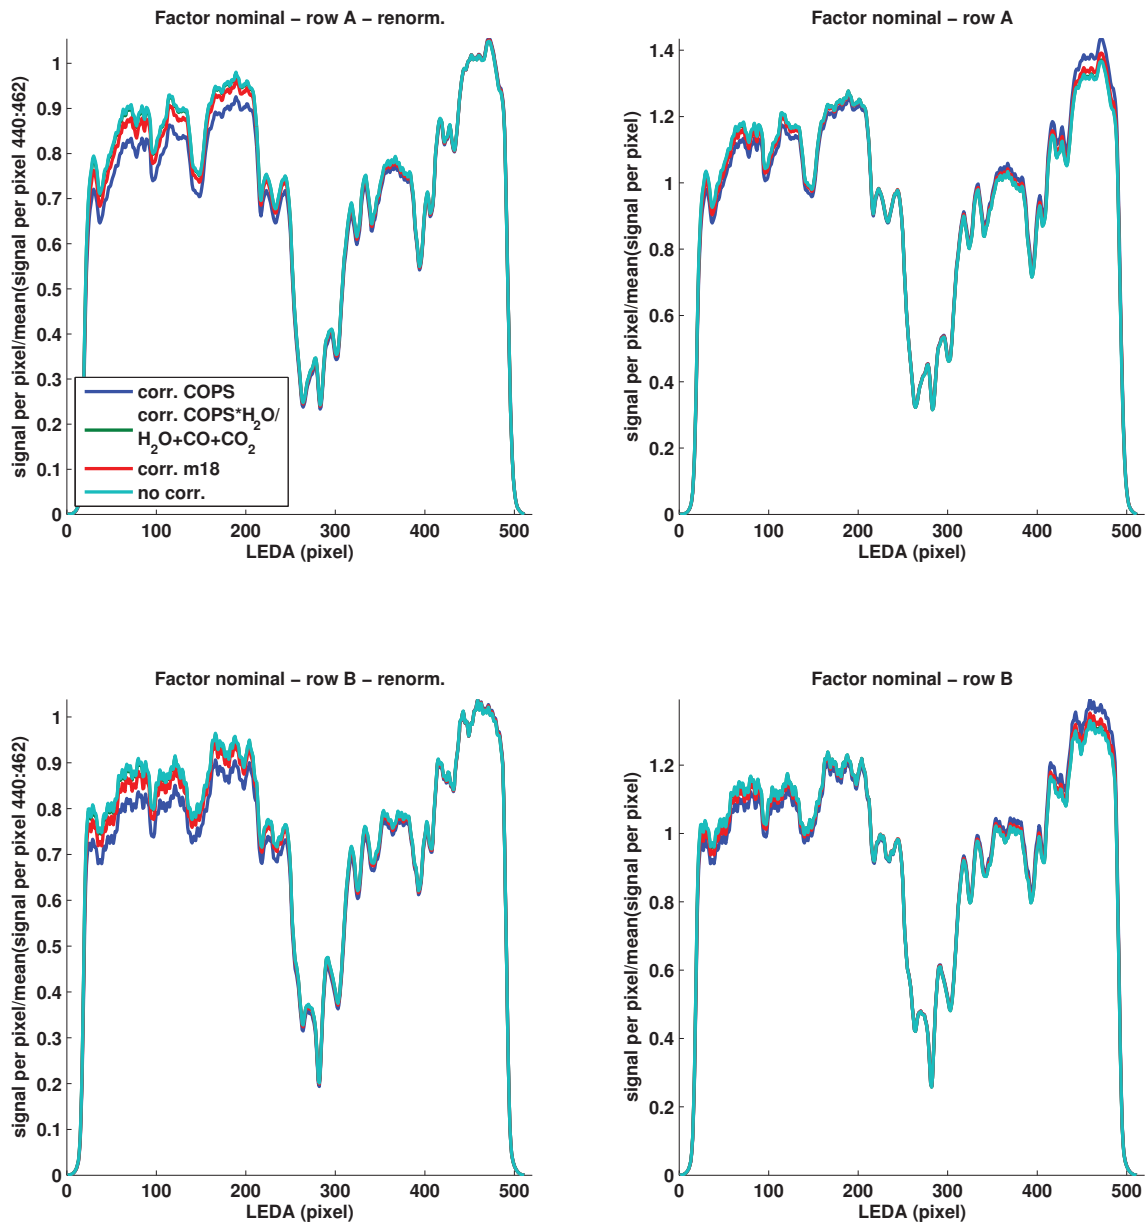 Factor nominal − row A − renorm.
signal per pixel/mean(signal per pixel 440:462)
1
0.9
0.8
0.7
0.6
0.5
0.4
0.3
0.2
0.1
0
corr. COPS
corr. COPS*H2O/
H2O+CO+CO2
corr. m18
no corr.
0 100 200 300 400 500
LEDA (pixel)
Factor nominal − row A
signal per pixel/mean(signal per pixel)
1.4
1.2
1
0.8
0.6
0.4
0.2
0
0 100 200 300 400 500
LEDA (pixel)
Factor nominal − row B − renorm.
signal per pixel/mean(signal per pixel 440:462)
1
0.9
0.8
0.7
0.6
0.5
0.4
0.3
0.2
0.1
0
0 100 200 300 400 500
LEDA (pixel)
Factor nominal − row B
signal per pixel/mean(signal per pixel)
1.2
1
0.8
0.6
0.4
0.2
0
0 100 200 300 400 500
LEDA (pixel)